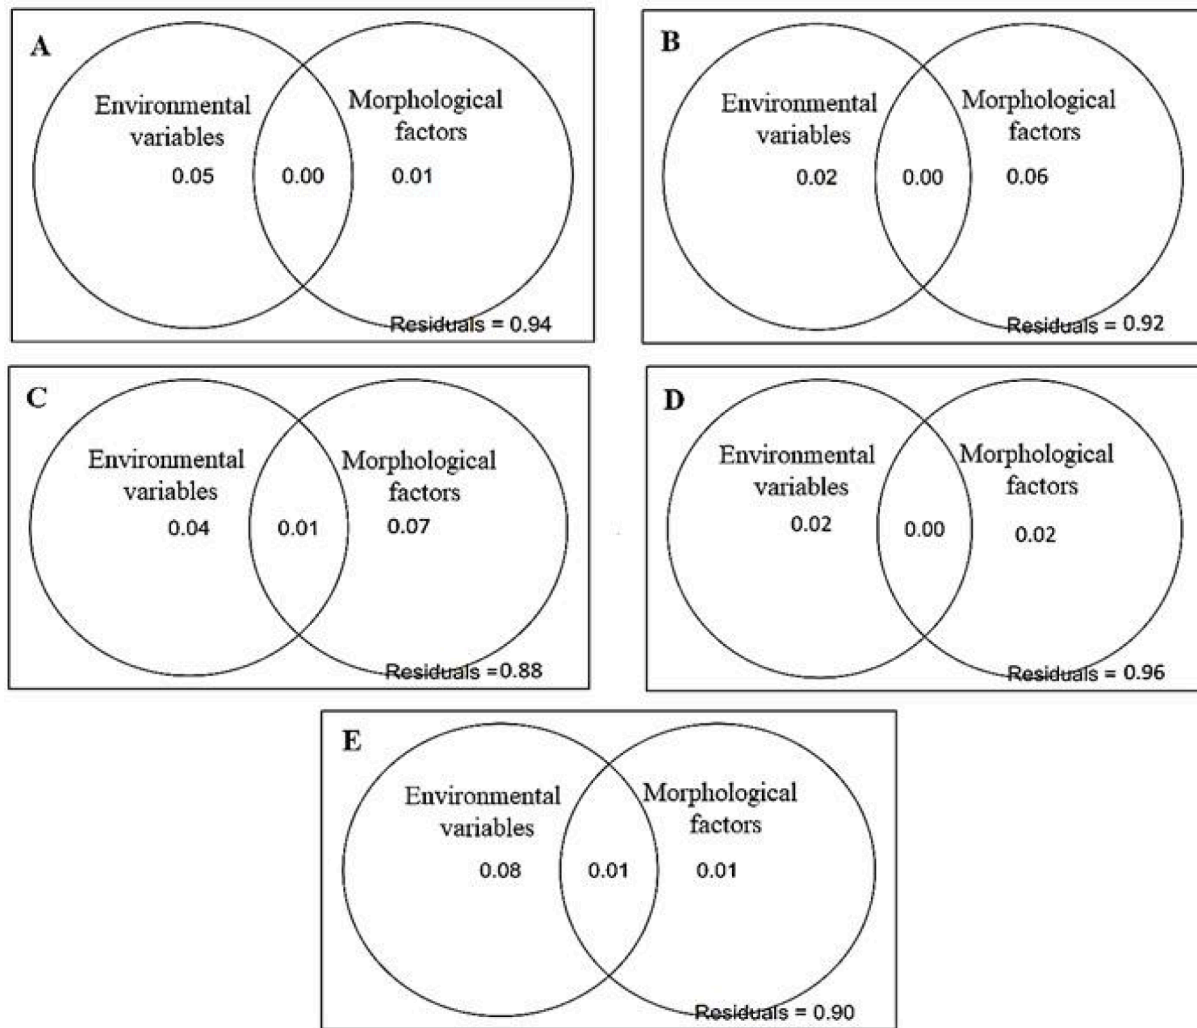 A
Environmental
variables
0.05
0.00
Morphological
factors
0.01
Residuals = 0.94
B
Environmental
variables
0.02
0.00
Morphological
factors
0.06
Residuals = 0.92
C
Environmental
variables
0.04
0.01
Morphological
factors
0.07
Residuals =0.88
D
Environmental
variables
0.02
0.00
Morphological
factors
0.02
Residuals = 0.96
E
Environmental
variables
0.08
0.01
Morphological
factors
0.01
Residuals = 0.90